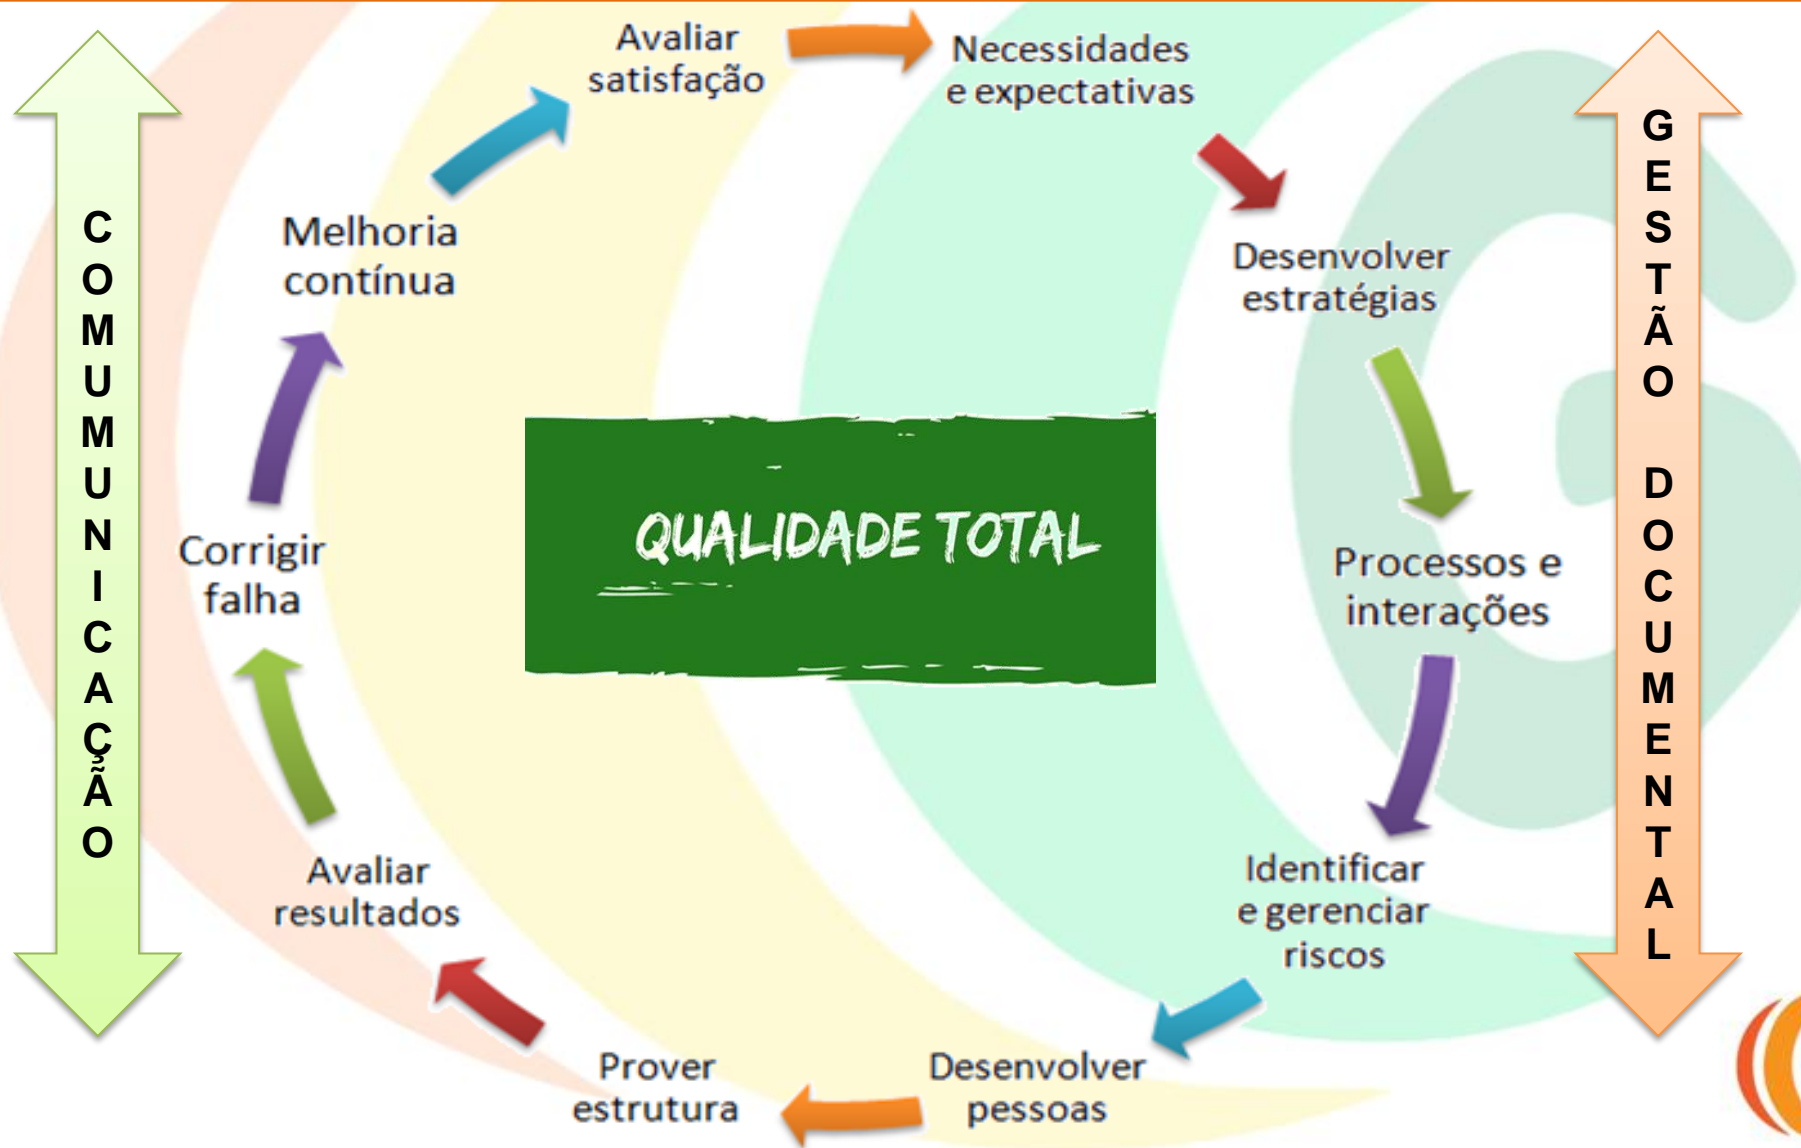 Avaliar
satisfação
Necessidades
e expectativas
Desenvolver
estratégias
Processos e
interações
Identificar
e gerenciar
riscos
Desenvolver
pessoas
Prover
estrutura
Avaliar
resultados
Corrigir
falha
Melhoria
contínua
QUALIDADE TOTAL
COMUMUNICAÇÃO
GESTÃO DOCUMENTAL